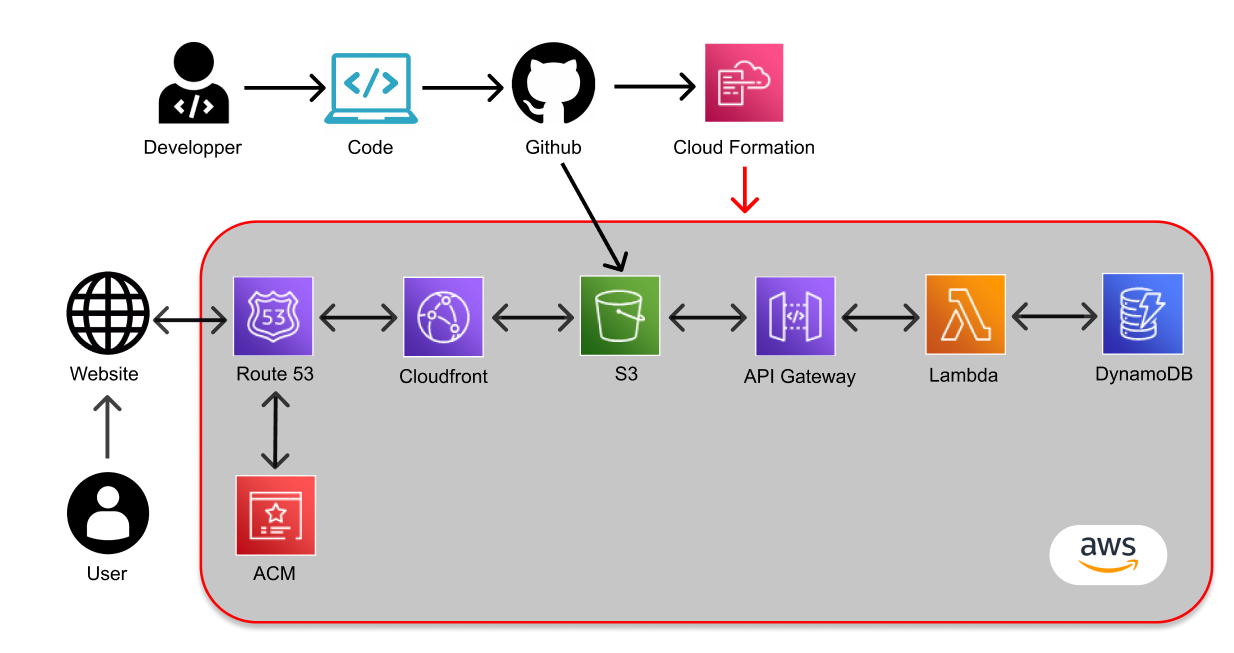 </>
</>
Developper
Code
Github
Cloud Formation
53
</>
Website
Route 53
Cloudfront
S3
API Gateway
Lambda
DynamoDB
User
ACM
aws